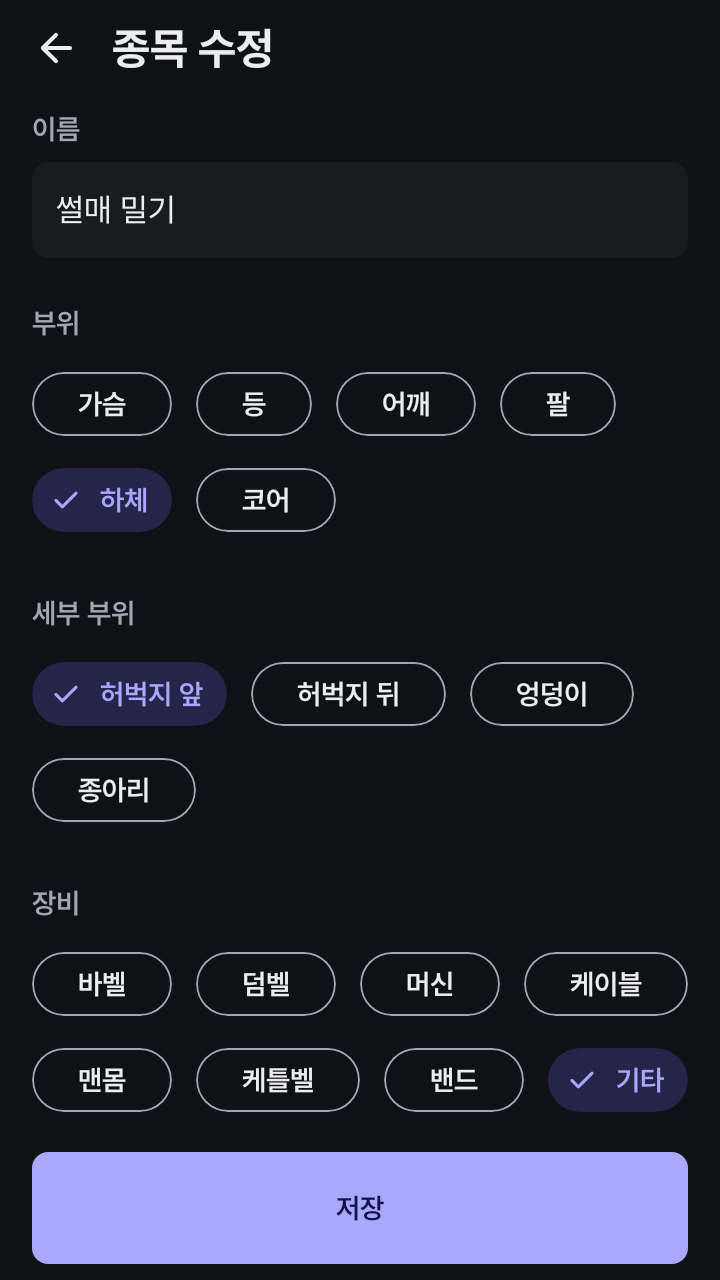 종목 수정
이름
썰매 밀기
부위
가슴 등 어깨 팔
하체 코어
세부 부위
허벅지 앞 허벅지 뒤 엉덩이
종아리
장비
바벨 덤벨 머신 케이블
맨몸 케틀벨 밴드 기타
저장